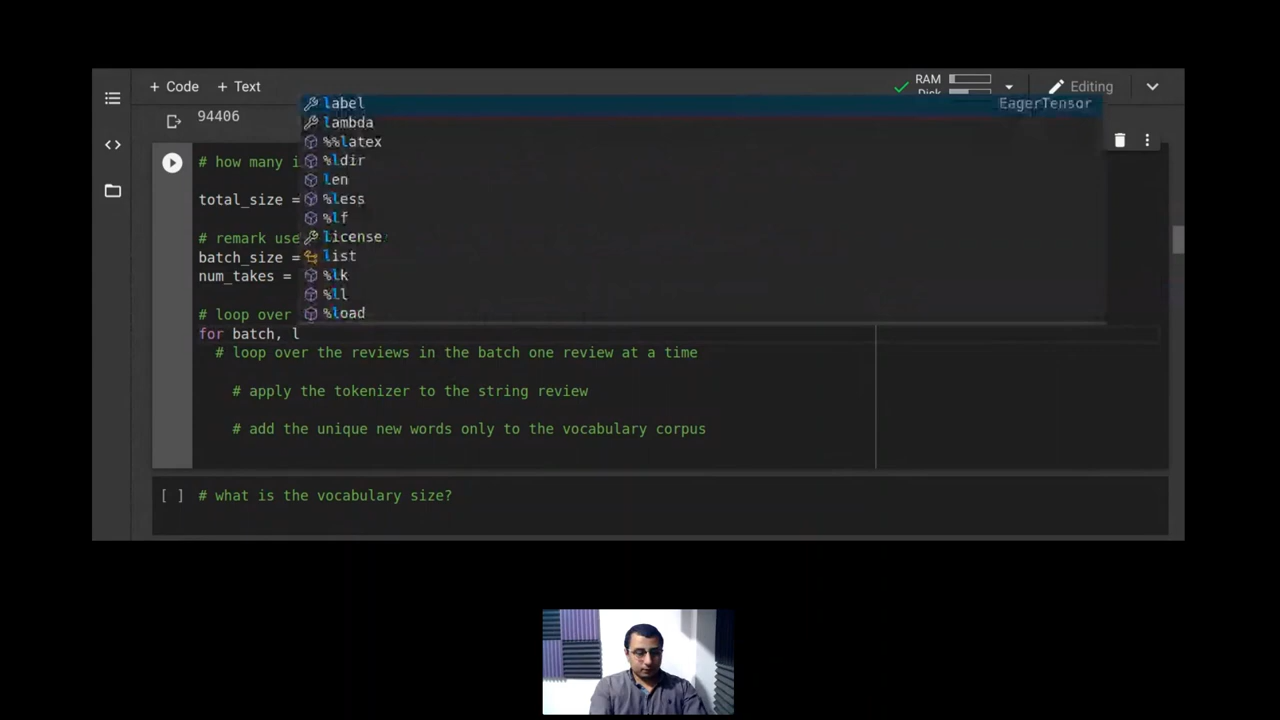 + Code + Text
RAM
Disk
Editing
94406
label EagerTensor
lambda
%%latex
%ldir
len
%less
%lf
license
list
%lk
%ll
%load
# how many i
total_size =
# remark use
batch_size =
num_takes =
# loop over
for batch, l
# loop over the reviews in the batch one review at a time
# apply the tokenizer to the string review
# add the unique new words only to the vocabulary corpus
[ ] # what is the vocabulary size?